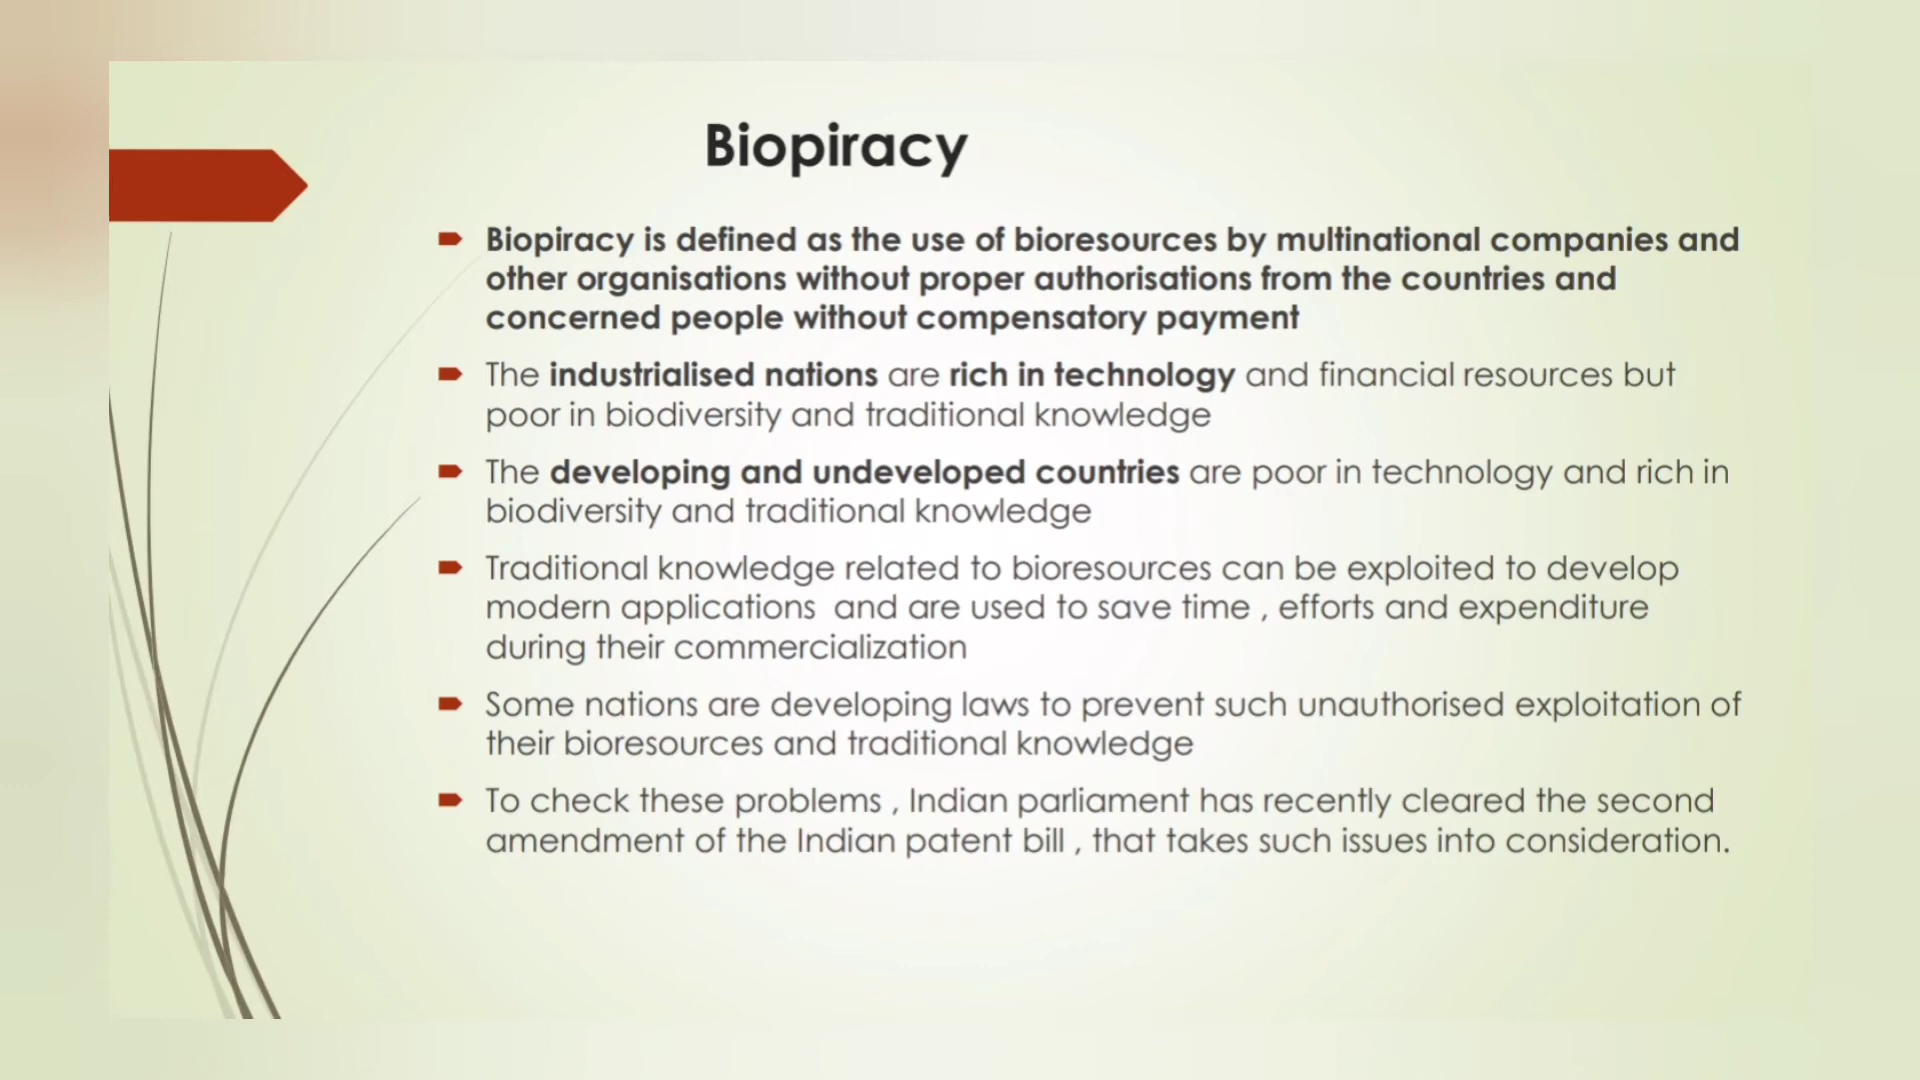 Biopiracy
Biopiracy is defined as the use of bioresources by multinational companies and
other organisations without proper authorisations from the countries and
concerned people without compensatory payment
The industrialised nations are rich in technology and financial resources but
poor in biodiversity and traditional knowledge
The developing and undeveloped countries are poor in technology and rich in
biodiversity and traditional knowledge
Traditional knowledge related to bioresources can be exploited to develop
modern applications  and are used to save time , efforts and expenditure
during their commercialization
Some nations are developing laws to prevent such unauthorised exploitation of
their bioresources and traditional knowledge
To check these problems , Indian parliament has recently cleared the second
amendment of the Indian patent bill , that takes such issues into consideration.